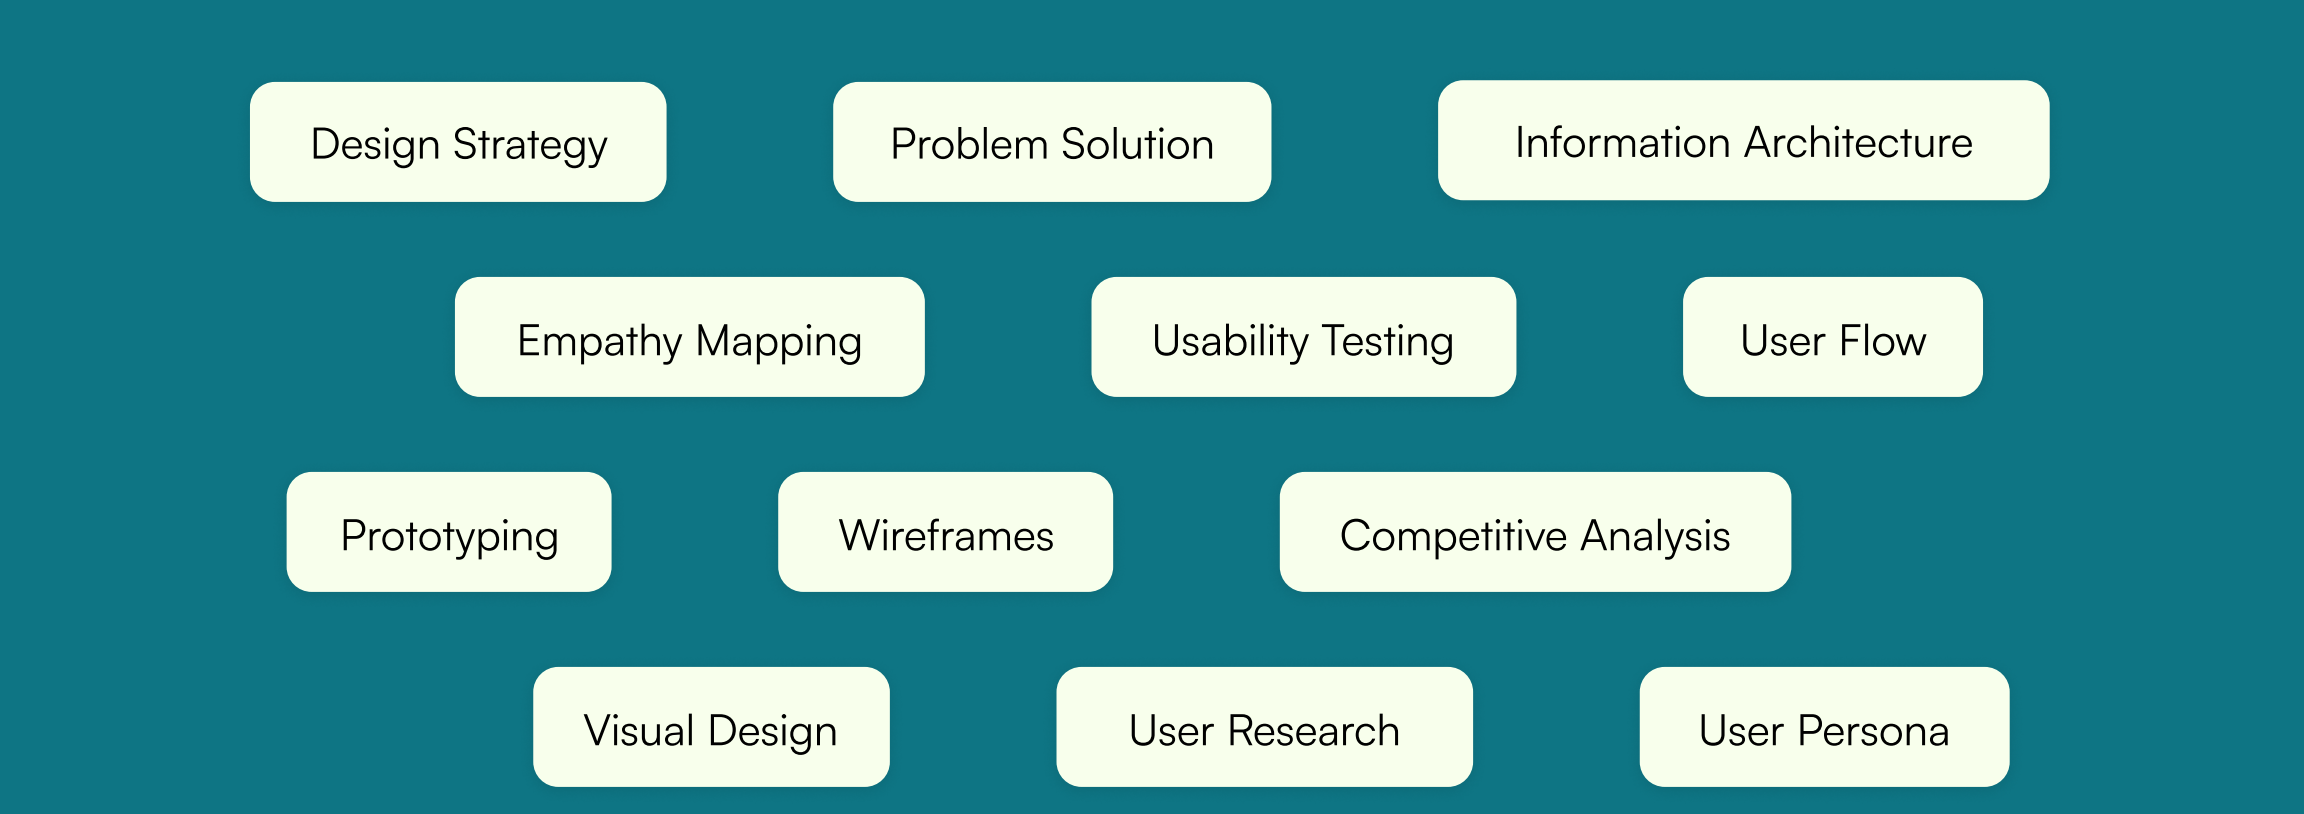 Design Strategy
Problem Solution
Information Architecture
Empathy Mapping
Usability Testing
User Flow
Prototyping
Wireframes
Competitive Analysis
Visual Design
User Research
User Persona